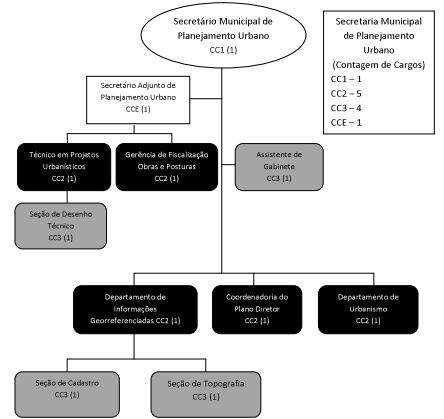 Secretário Municipal de
Planejamento Urbano
CC1 (1)
Secretaria Municipal
de Planejamento
Urbano
(Contagem de Cargos)
CC1 – 1
CC2 – 5
CC3 – 4
CCE – 1
Secretário Adjunto de
Planejamento Urbano
CCE (1)
Técnico em Projetos
Urbanísticos
CC2 (1)
Gerência de Fiscalização
Obras e Posturas
CC2 (1)
Assistente de
Gabinete
CC3 (1)
Seção de Desenho
Técnico
CC3 (1)
Departamento de
Informações
Georreferenciadas CC2 (1)
Coordenadoria do
Plano Diretor
CC2 (1)
Departamento de
Urbanismo
CC2 (1)
Seção de Cadastro
CC3 (1)
Seção de Topografia
CC3 (1)